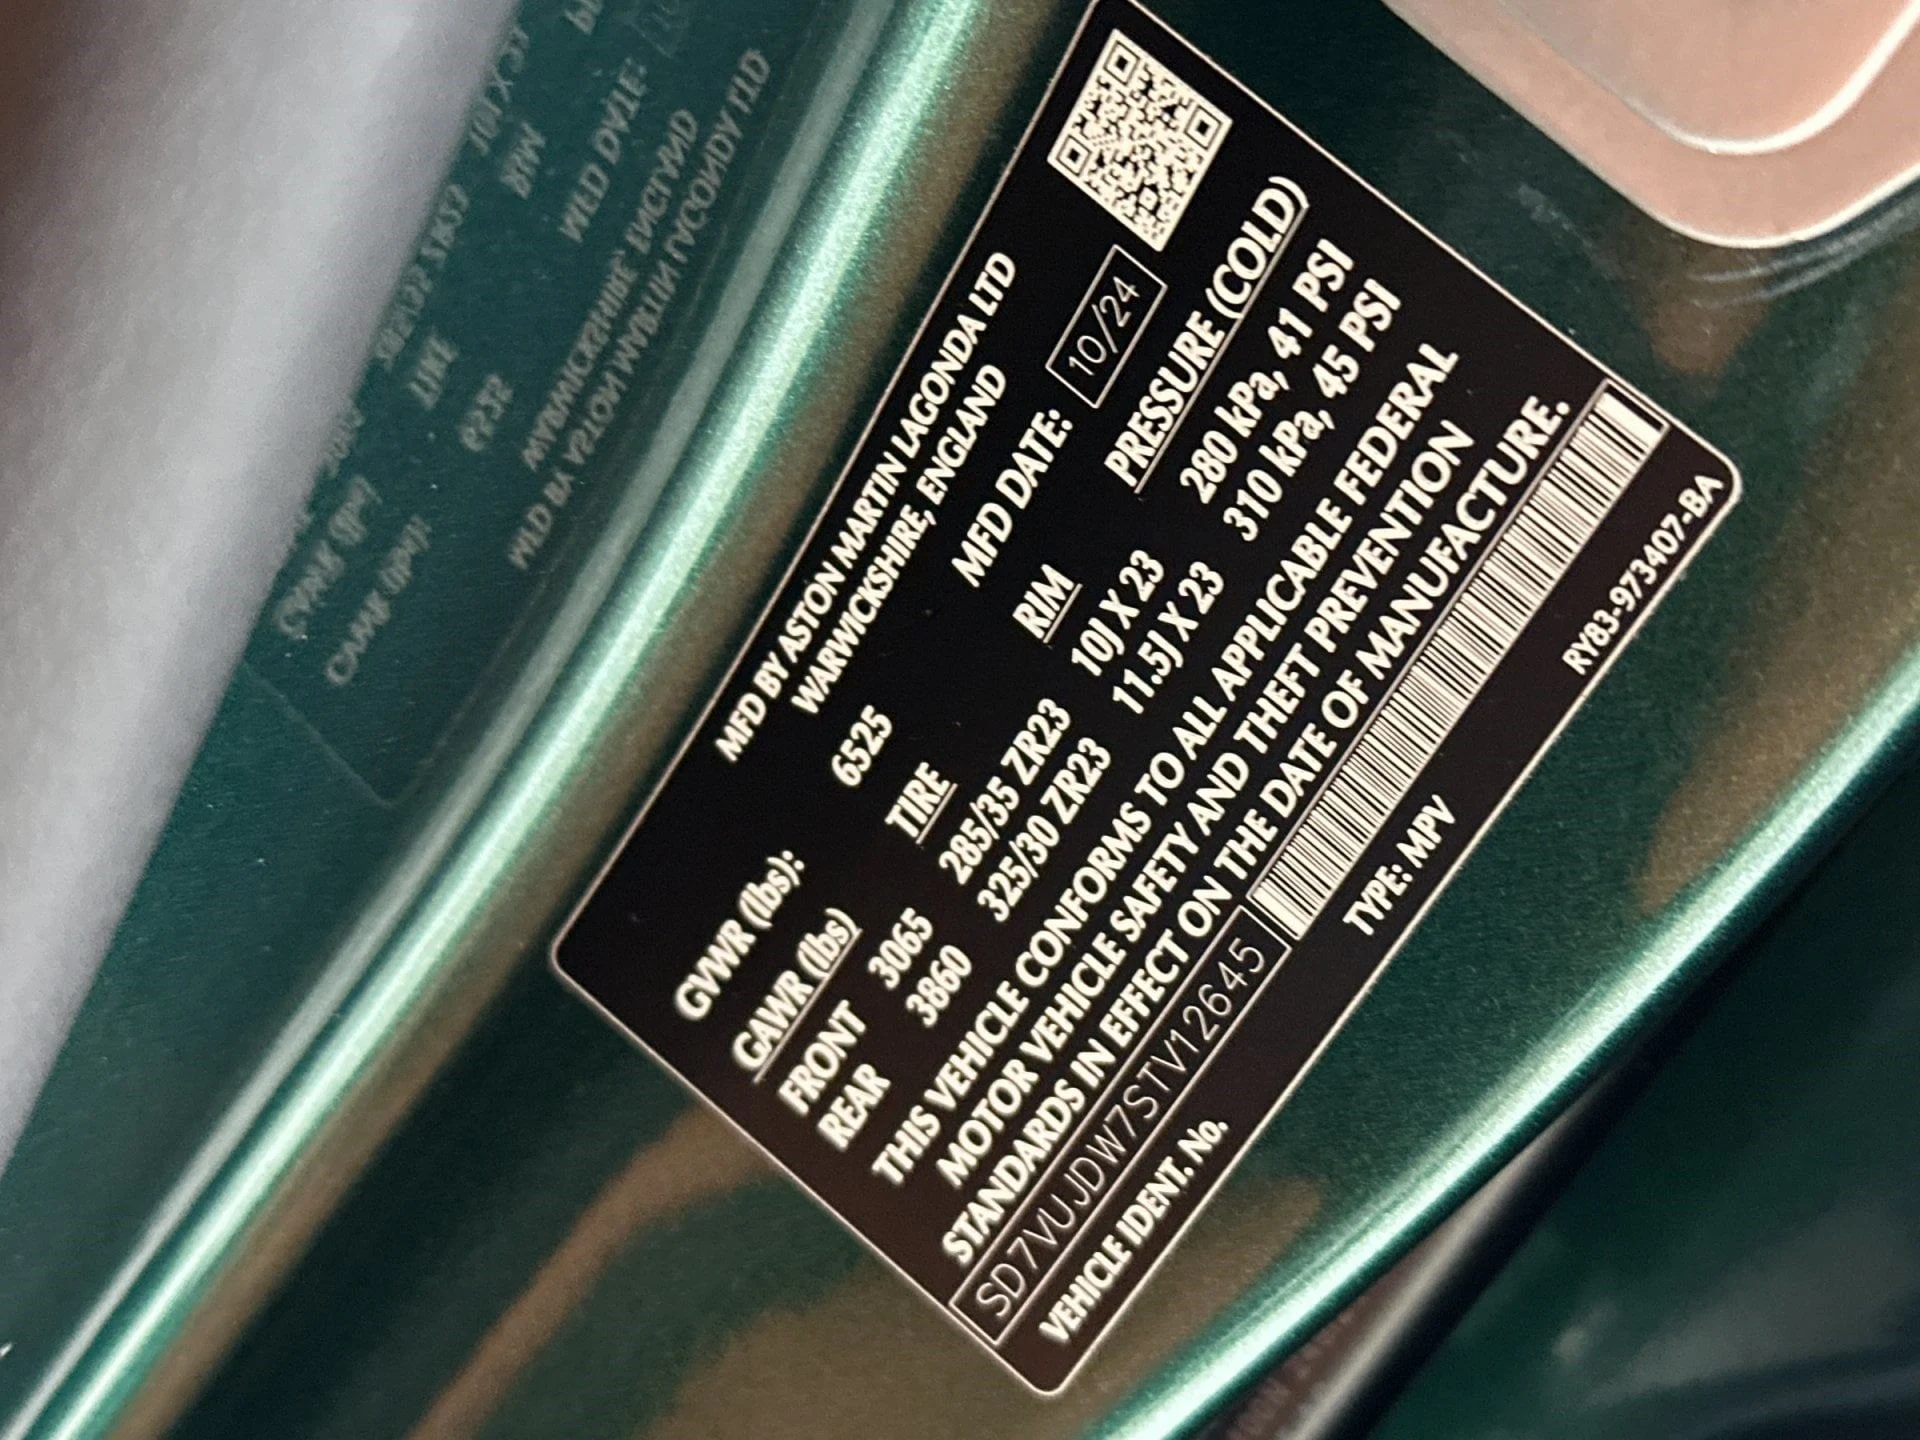 MFD BY ASTON MARTIN LAGONDA LTD
WARWICKSHIRE, ENGLAND
GVWR (lbs): 6525 MFD DATE: 10/24
GAWR (lbs) TIRE RIM PRESSURE (COLD)
FRONT 3065 285/35 ZR23 10J X 23 280 kPa, 41 PSI
REAR 3860 325/30 ZR23 11.5J X 23 310 kPa, 45 PSI
THIS VEHICLE CONFORMS TO ALL APPLICABLE FEDERAL
MOTOR VEHICLE SAFETY AND THEFT PREVENTION
STANDARDS IN EFFECT ON THE DATE OF MANUFACTURE.
SD7VUJDW7STV12645
VEHICLE IDENT. No. TYPE: MPV RY83-973407-BA